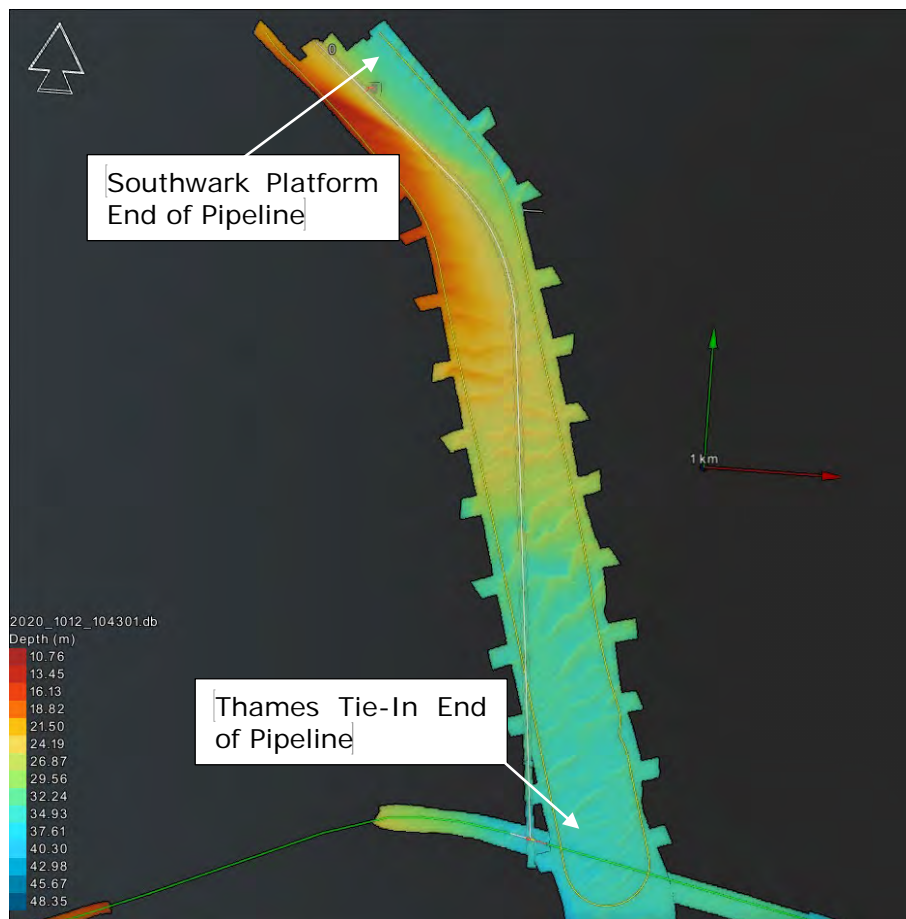 0
Southwark Platform
End of Pipeline
1 km
2020_1012_104301.db
Depth (m)
10.76
13.45
16.13
18.82
21.50
24.19
26.87
29.56
32.24
34.93
37.61
40.30
42.98
45.67
48.35
Thames Tie-In End
of Pipeline